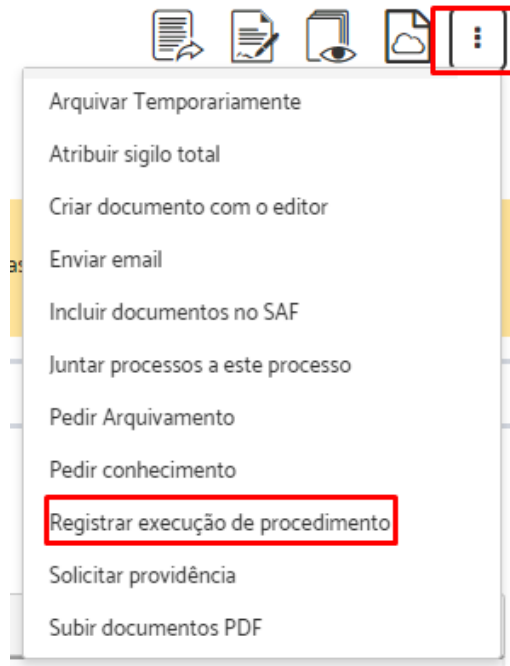 Arquivar Temporariamente
Atribuir sigilo total
Criar documento com o editor
Enviar email
Incluir documentos no SAF
Juntar processos a este processo
Pedir Arquivamento
Pedir conhecimento
Registrar execução de procedimento
Solicitar providência
Subir documentos PDF